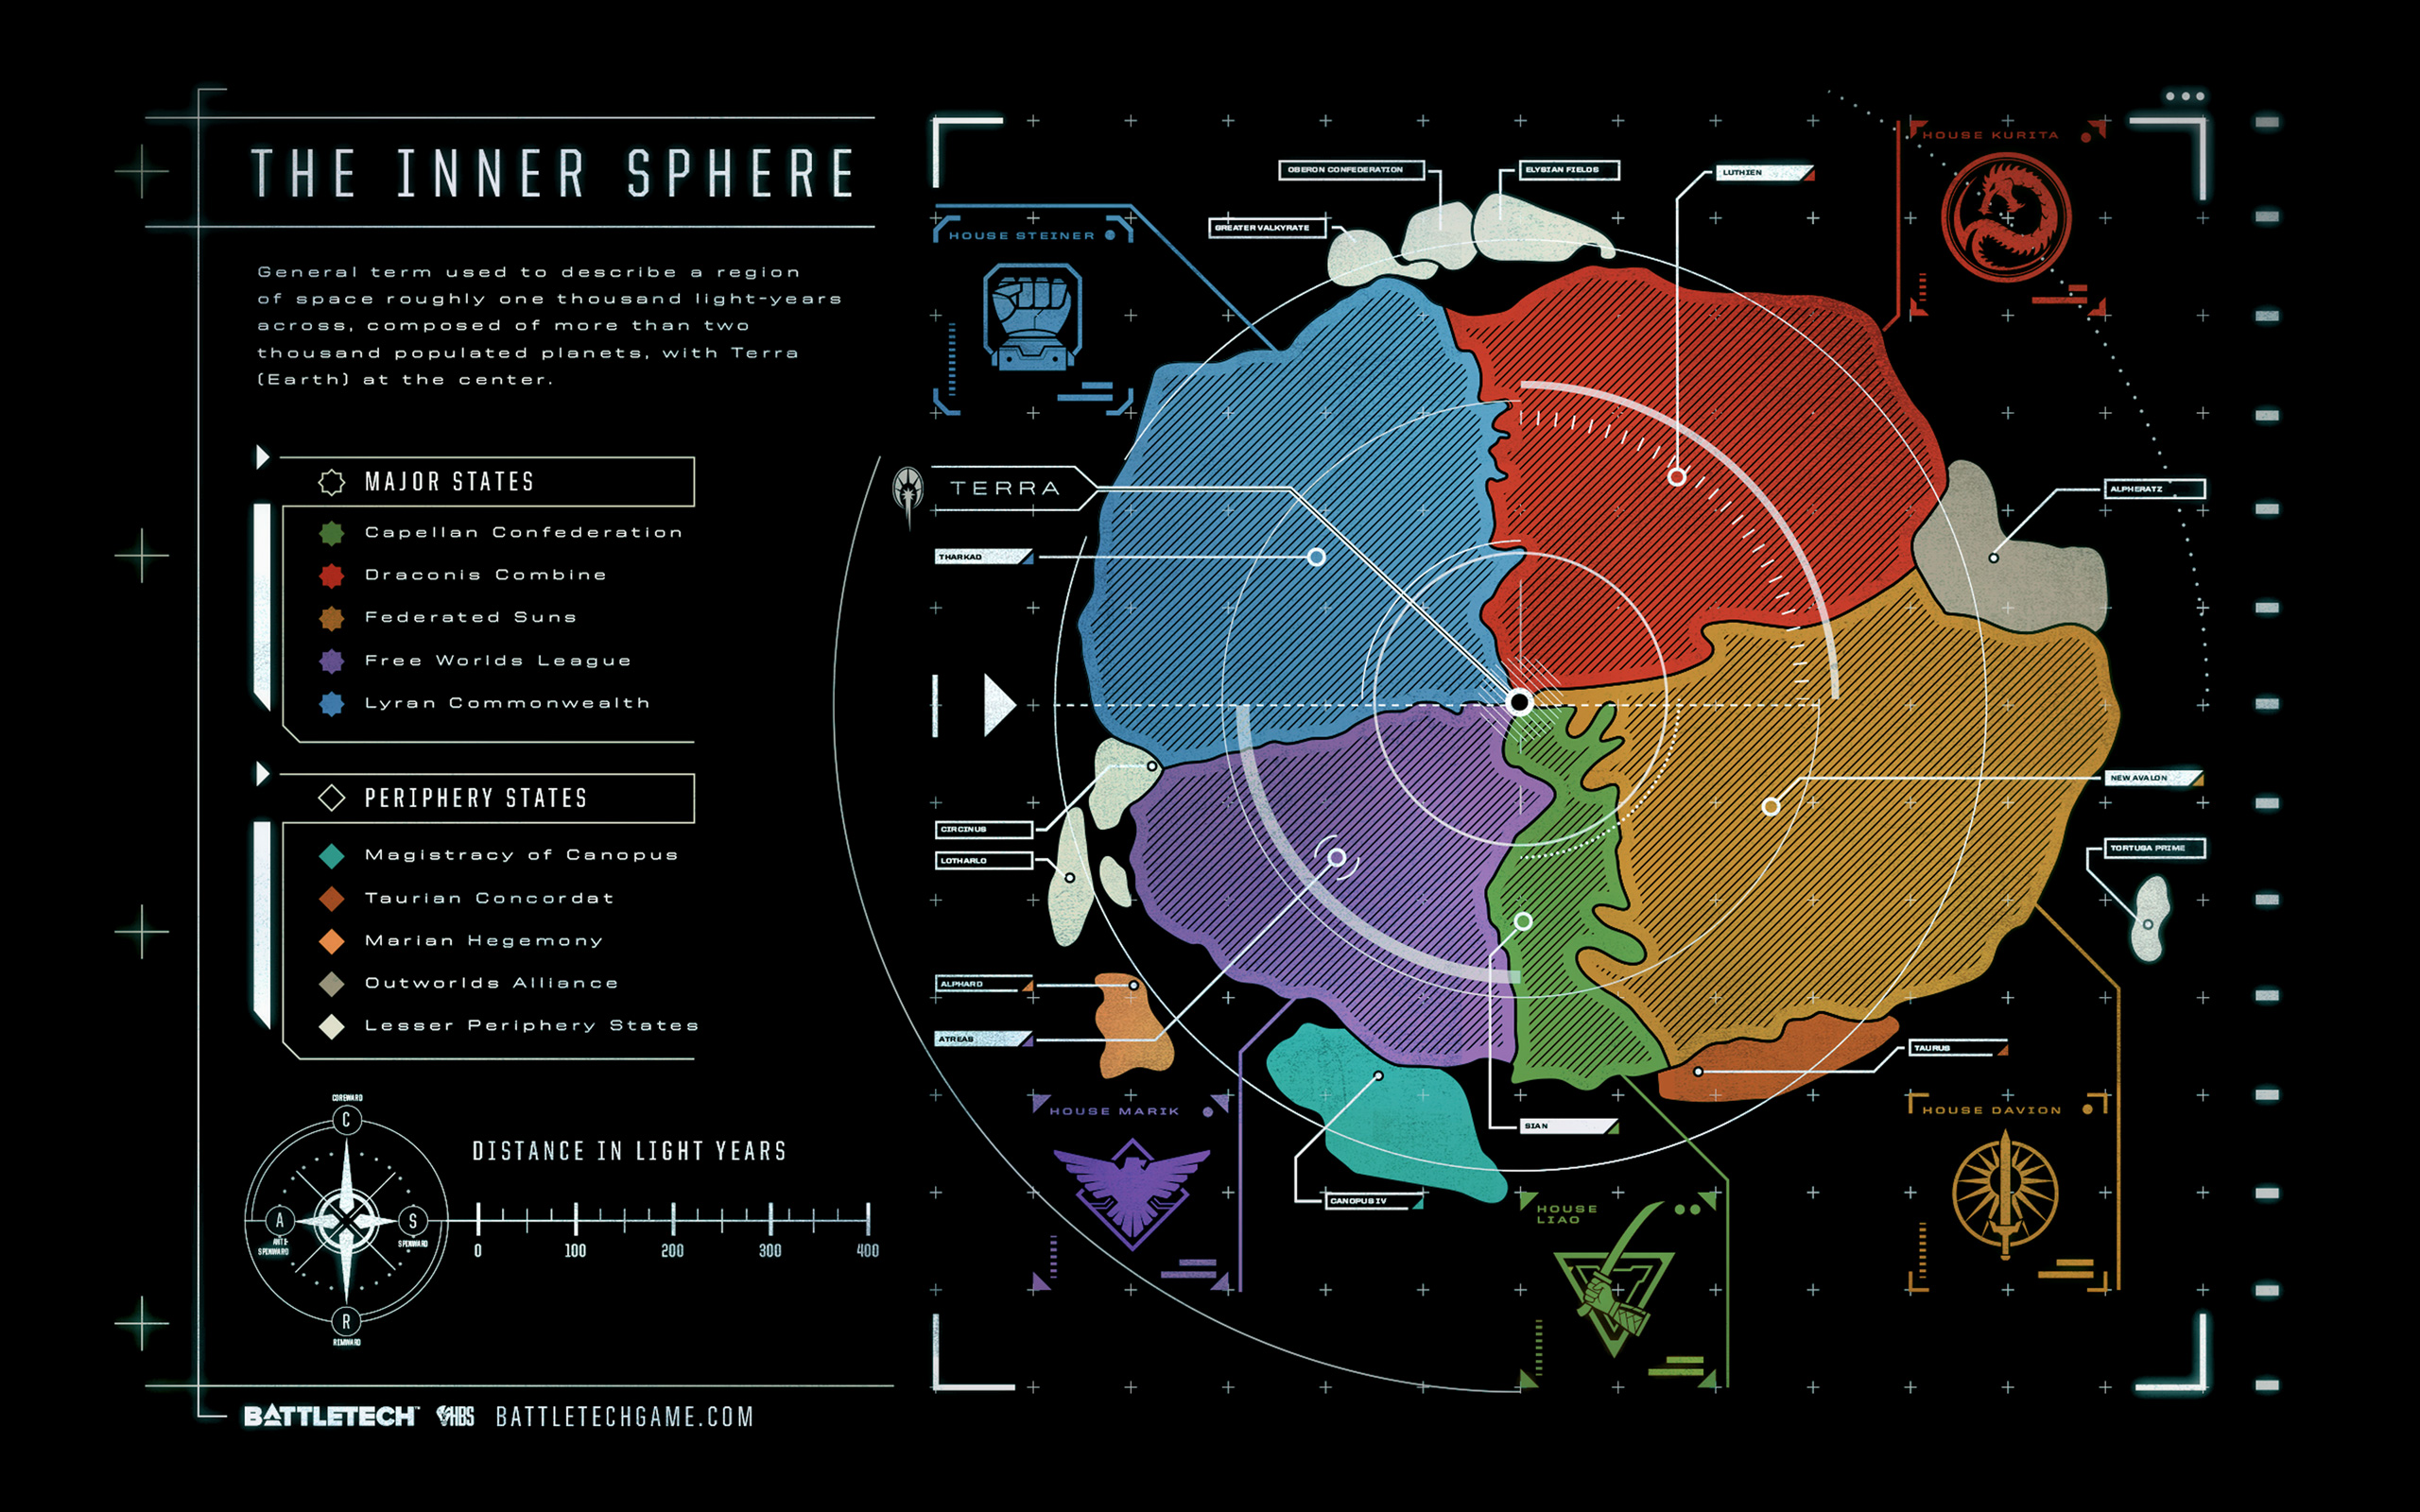 THE INNER SPHERE
General term used to describe a region
of space roughly one thousand light-years
across, composed of more than two
thousand populated planets, with Terra
(Earth) at the center.
MAJOR STATES
Capellan Confederation
Draconis Combine
Federated Suns
Free Worlds League
Lyran Commonwealth
PERIPHERY STATES
Magistracy of Canopus
Taurian Concordat
Marian Hegemony
Outworlds Alliance
Lesser Periphery States
COREWARD
C
A
S
ANTI-
SPINWARD
SPINWARD
R
RIMWARD
DISTANCE IN LIGHT YEARS
0 100 200 300 400
BATTLETECH HBS BATTLETECHGAME.COM
HOUSE STEINER
OBERON CONFEDERATION
ELYSIAN FIELDS
GREATER VALKYRATE
LUTHIEN
HOUSE KURITA
TERRA
THARKAD
ALPHERATZ
NEW AVALON
TORTUGA PRIME
CIRCINUS
LOTHARLO
ALPHARD
ATREAS
TAURUS
HOUSE MARIK
SIAN
CANOPUS IV
HOUSE
LIAO
HOUSE DAVION